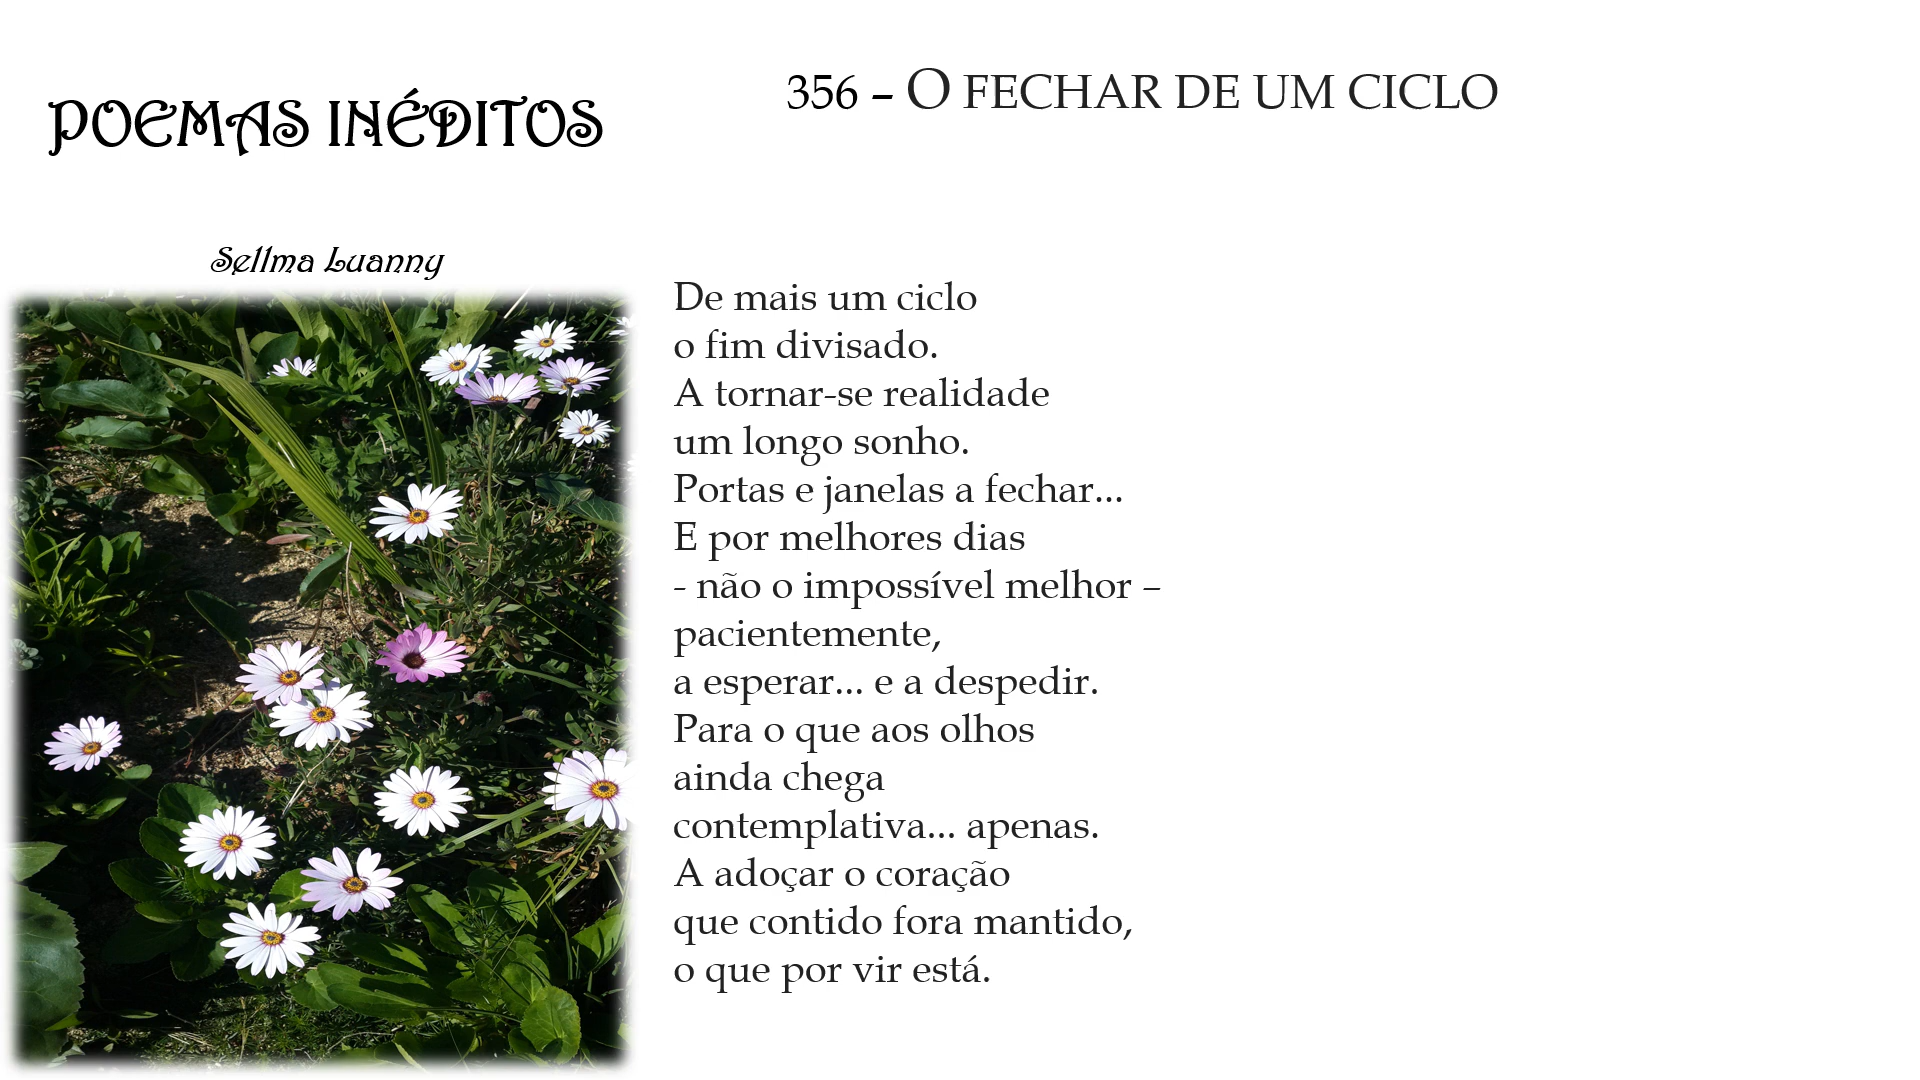 POEMAS INÉDITOS
Sellma Luanny
356 – O FECHAR DE UM CICLO
De mais um ciclo
o fim divisado.
A tornar-se realidade
um longo sonho.
Portas e janelas a fechar...
E por melhores dias
- não o impossível melhor –
pacientemente,
a esperar... e a despedir.
Para o que aos olhos
ainda chega
contemplativa... apenas.
A adoçar o coração
que contido fora mantido,
o que por vir está.